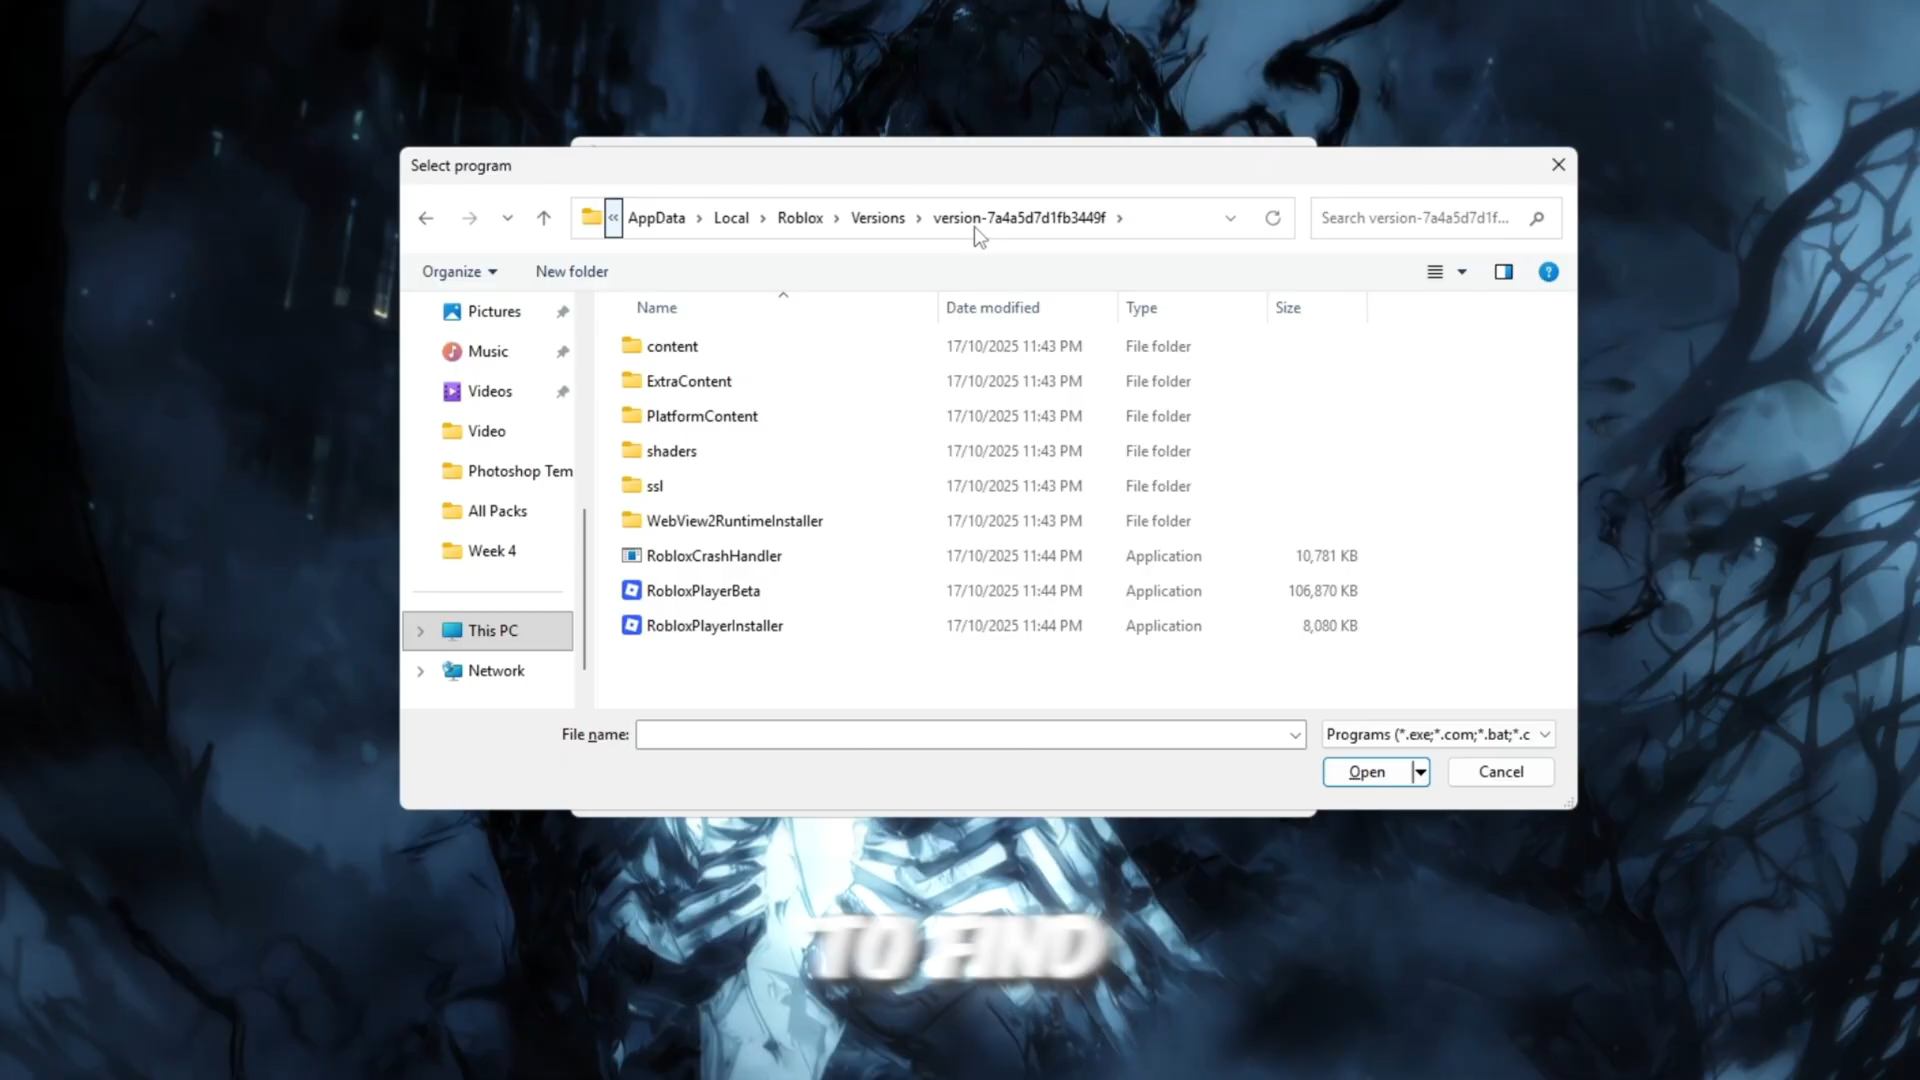 Select program
« AppData > Local > Roblox > Versions > version-7a4a5d7d1fb3449f >
Search version-7a4a5d7d1f...
Organize
New folder
?
Pictures
Music
Videos
Video
Photoshop Tem
All Packs
Week 4
This PC
Network
Name Date modified Type Size
content 17/10/2025 11:43 PM File folder
ExtraContent 17/10/2025 11:43 PM File folder
PlatformContent 17/10/2025 11:43 PM File folder
shaders 17/10/2025 11:43 PM File folder
ssl 17/10/2025 11:43 PM File folder
WebView2RuntimeInstaller 17/10/2025 11:43 PM File folder
RobloxCrashHandler 17/10/2025 11:44 PM Application 10,781 KB
RobloxPlayerBeta 17/10/2025 11:44 PM Application 106,870 KB
RobloxPlayerInstaller 17/10/2025 11:44 PM Application 8,080 KB
File name:
Programs (*.exe;*.com;*.bat;*.c
Open
Cancel
TO FIND